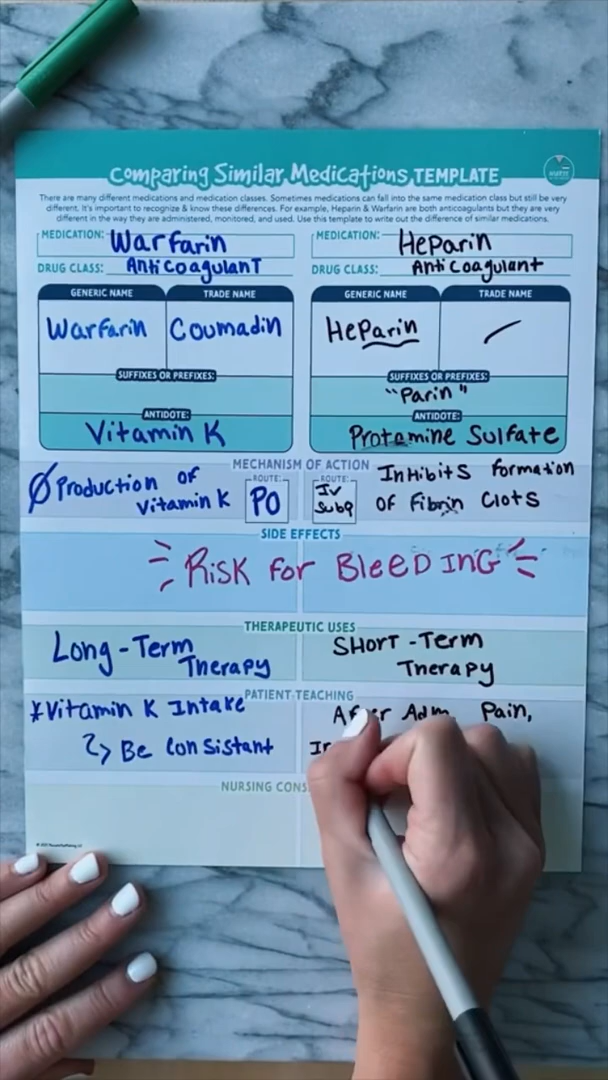 Comparing Similar Medications TEMPLATE
NURSE
There are many different medications and medication classes. Sometimes medications can fall into the same medication class but still be very
different. It's important to recognize & know these differences. For example, Heparin & Warfarin are both anticoagulants but they are very
different in the way they are administered, monitored, and used. Use this template to write out the difference of similar medications.
MEDICATION: Warfarin
DRUG CLASS: AntiCoagulanT
GENERIC NAME TRADE NAME
Warfarin Coumadin
SUFFIXES OR PREFIXES:
ANTIDOTE:
Vitamin K
MEDICATION: Heparin
DRUG CLASS: Anticoagulant
GENERIC NAME TRADE NAME
Heparin
SUFFIXES OR PREFIXES:
"Parin"
ANTIDOTE:
Protamine Sulfate
MECHANISM OF ACTION
Ø Production of
Vitamin K
ROUTE:
PO
ROUTE:
IV
SubQ
Inhibits formation
of Fibrin Clots
SIDE EFFECTS
Risk for BleeDING
THERAPEUTIC USES
Long-Term
Therapy
SHORT-Term
Therapy
PATIENT TEACHING
*Vitamin K Intake
Be Consistant
Adm. Pain,
NURSING